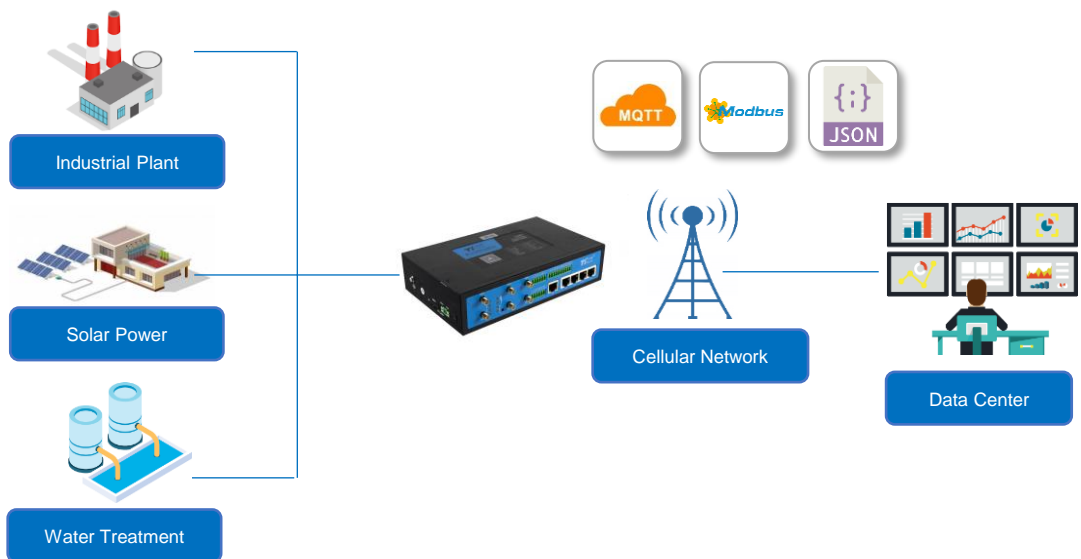 Industrial Plant
Solar Power
Water Treatment
MQTT
Modbus
{;}
JSON
Cellular Network
Data Center